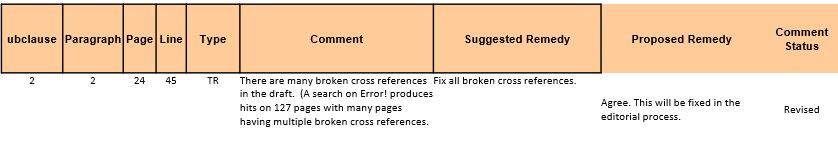 ubclause Paragraph Page Line Type Comment Suggested Remedy Proposed Remedy Comment Status
2 2 24 45 TR There are many broken cross references Fix all broken cross references.
in the draft. (A search on Error! produces
hits on 127 pages with many pages
having multiple broken cross references.
Agree. This will be fixed in the
editorial process.
Revised